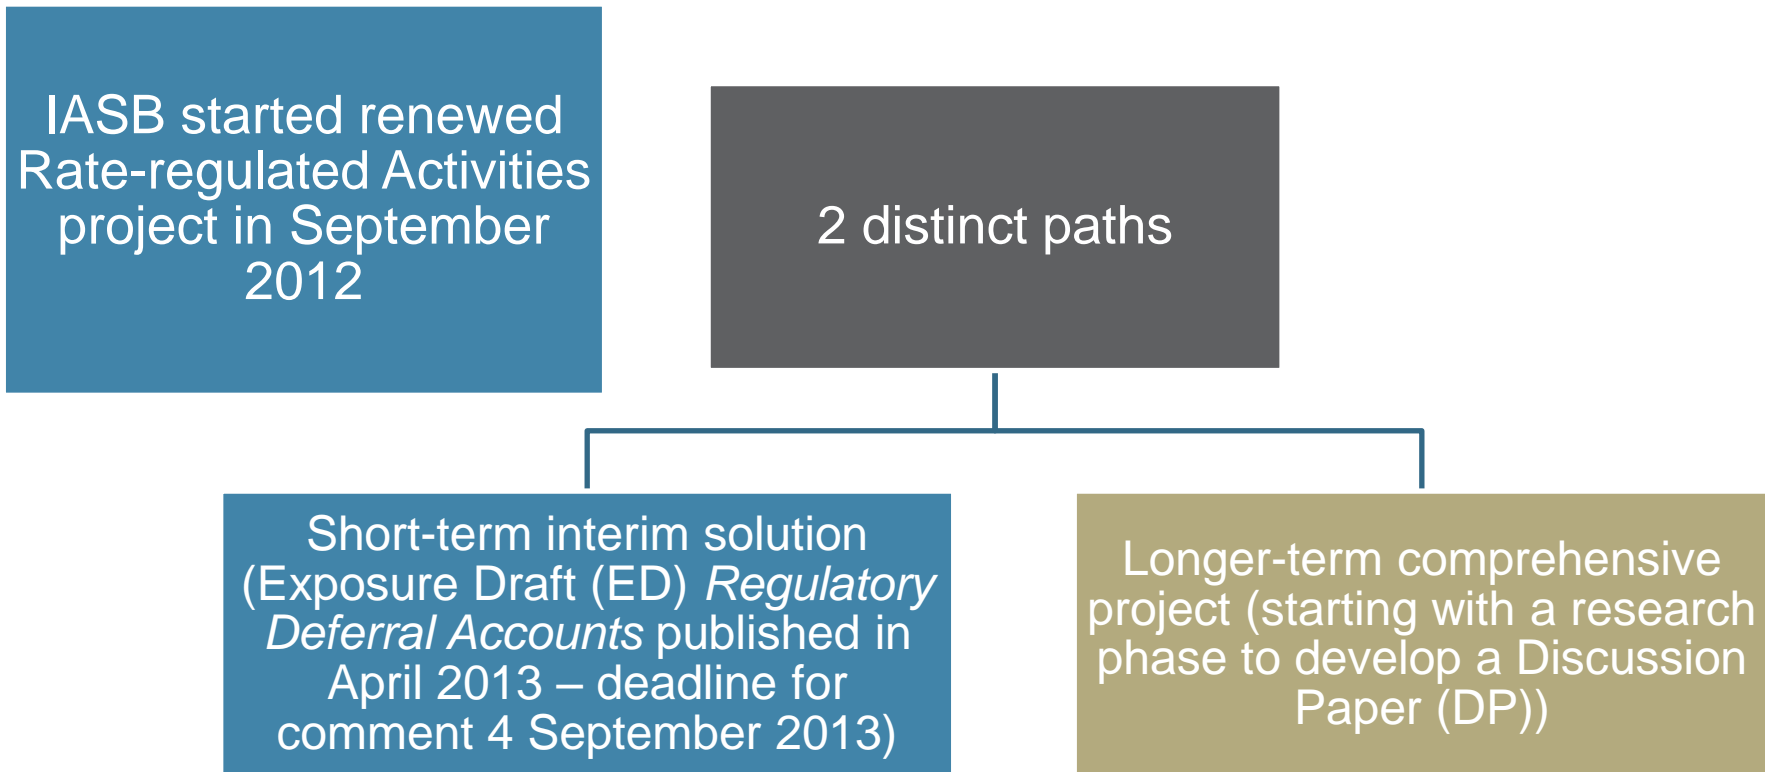 IASB started renewed
Rate-regulated Activities
project in September
2012
2 distinct paths
Short-term interim solution
(Exposure Draft (ED) Regulatory
Deferral Accounts published in
April 2013 – deadline for
comment 4 September 2013)
Longer-term comprehensive
project (starting with a research
phase to develop a Discussion
Paper (DP))